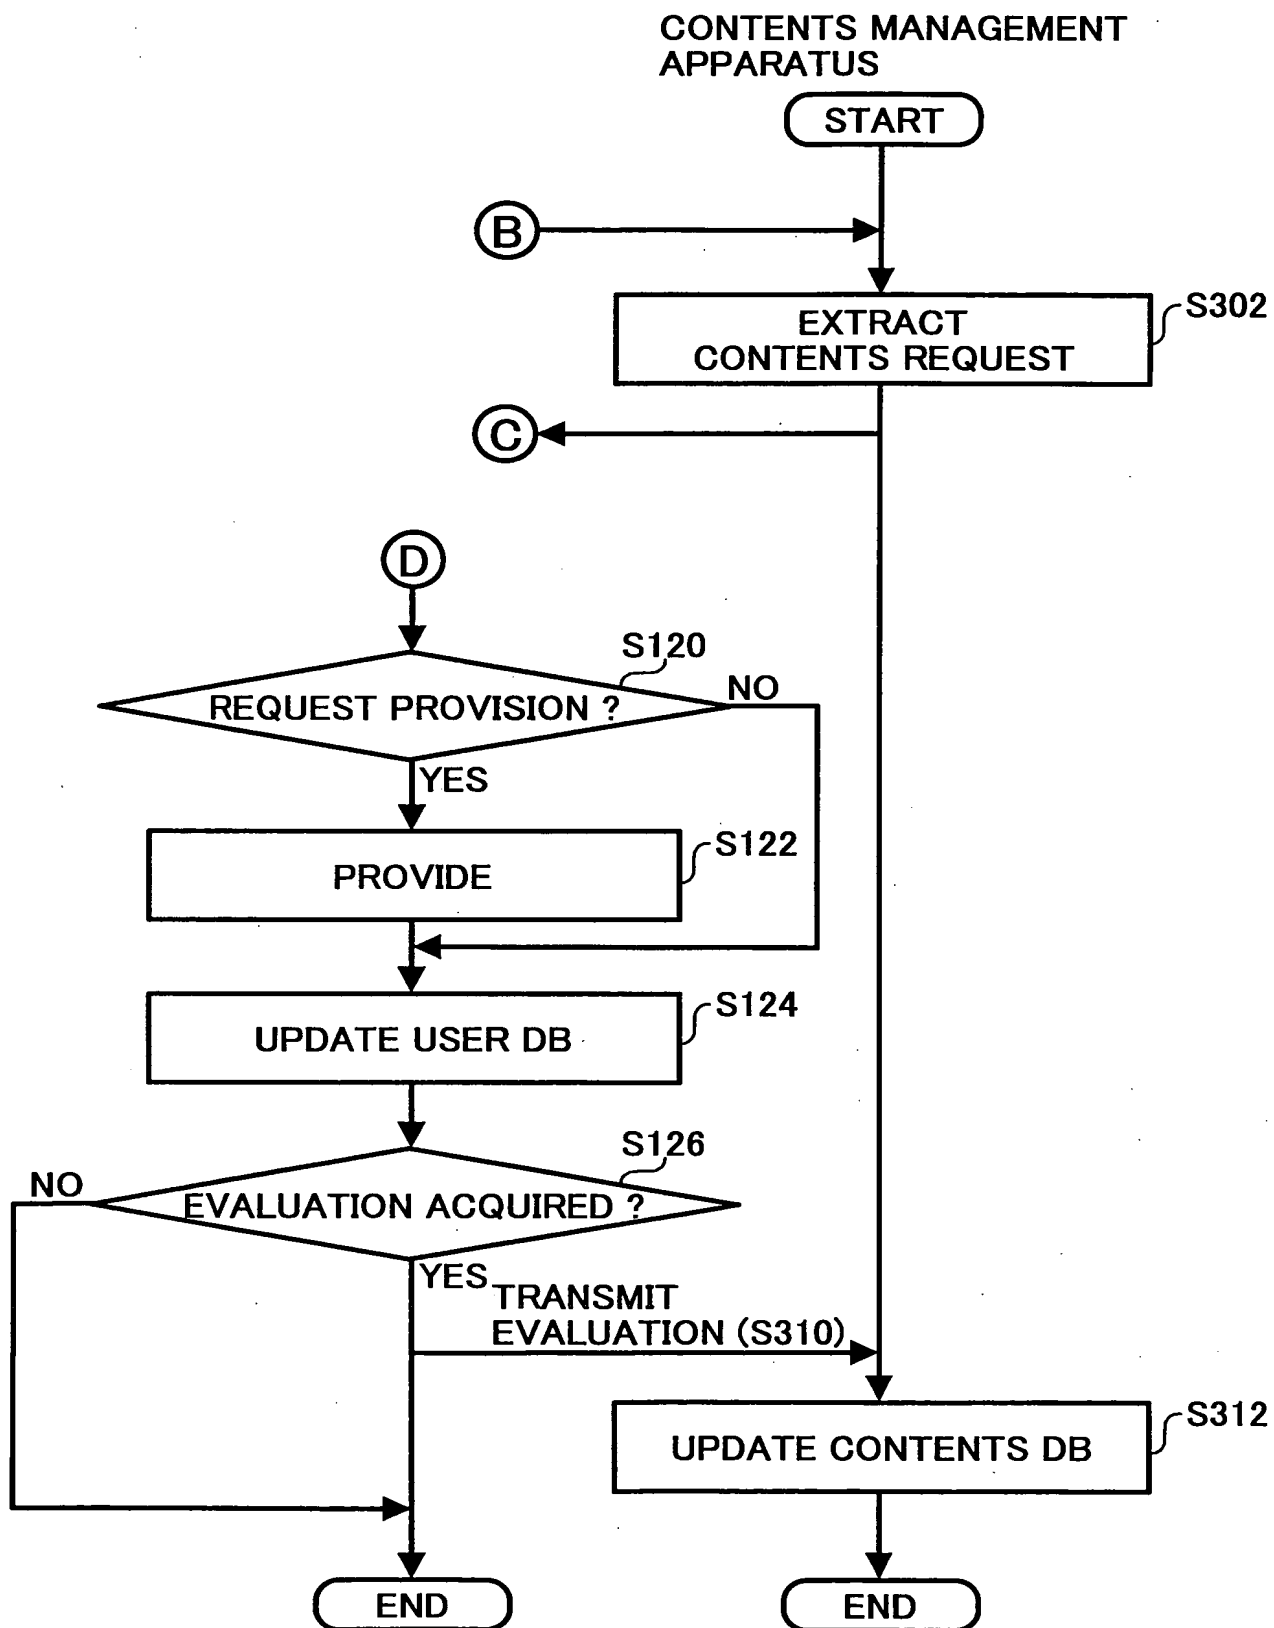 CONTENTS MANAGEMENT
APPARATUS
START
B
S302
EXTRACT
CONTENTS REQUEST
C
D
S120
REQUEST PROVISION ?
NO
YES
S122
PROVIDE
S124
UPDATE USER DB
S126
NO
EVALUATION ACQUIRED ?
YES
TRANSMIT
EVALUATION (S310)
S312
UPDATE CONTENTS DB
END
END